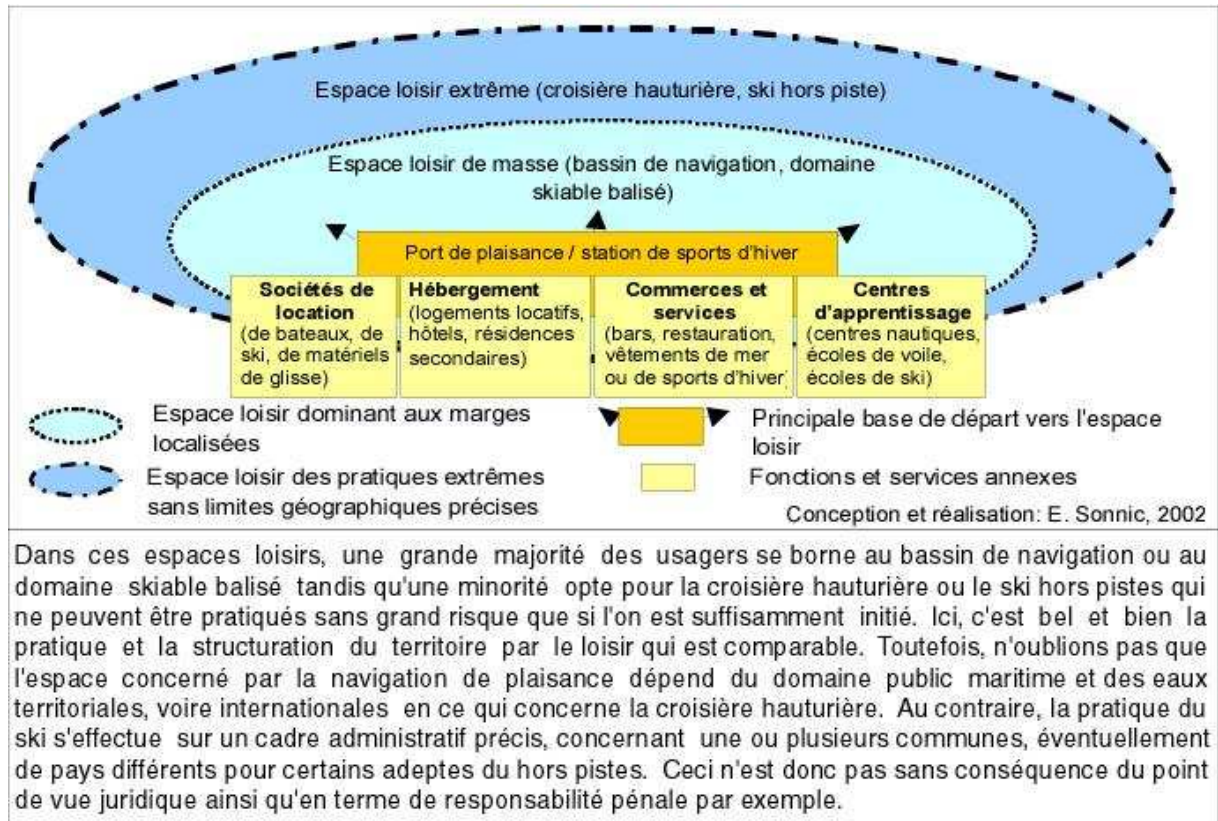 Espace loisir extrême (croisière hauturière, ski hors piste)
Espace loisir de masse (bassin de navigation, domaine
skiable balisé)
Port de plaisance / station de sports d'hiver
Sociétés de
location
(de bateaux, de
ski, de matériels
de glisse)
Hébergement
(logements locatifs,
hôtels, résidences
secondaires)
Commerces et
services
(bars, restauration,
vêtements de mer
ou de sports d'hiver)
Centres
d'apprentissage
(centres nautiques,
écoles de voile,
écoles de ski)
Espace loisir dominant aux marges
localisées
Espace loisir des pratiques extrêmes
sans limites géographiques précises
Principale base de départ vers l'espace
loisir
Fonctions et services annexes
Conception et réalisation: E. Sonnic, 2002
Dans ces espaces loisirs, une grande majorité des usagers se borne au bassin de navigation ou au
domaine skiable balisé tandis qu'une minorité opte pour la croisière hauturière ou le ski hors pistes qui
ne peuvent être pratiqués sans grand risque que si l'on est suffisamment initié. Ici, c'est bel et bien la
pratique et la structuration du territoire par le loisir qui est comparable. Toutefois, n'oublions pas que
l'espace concerné par la navigation de plaisance dépend du domaine public maritime et des eaux
territoriales, voire internationales en ce qui concerne la croisière hauturière. Au contraire, la pratique du
ski s'effectue sur un cadre administratif précis, concernant une ou plusieurs communes, éventuellement
de pays différents pour certains adeptes du hors pistes. Ceci n'est donc pas sans conséquence du point
de vue juridique ainsi qu'en terme de responsabilité pénale par exemple.